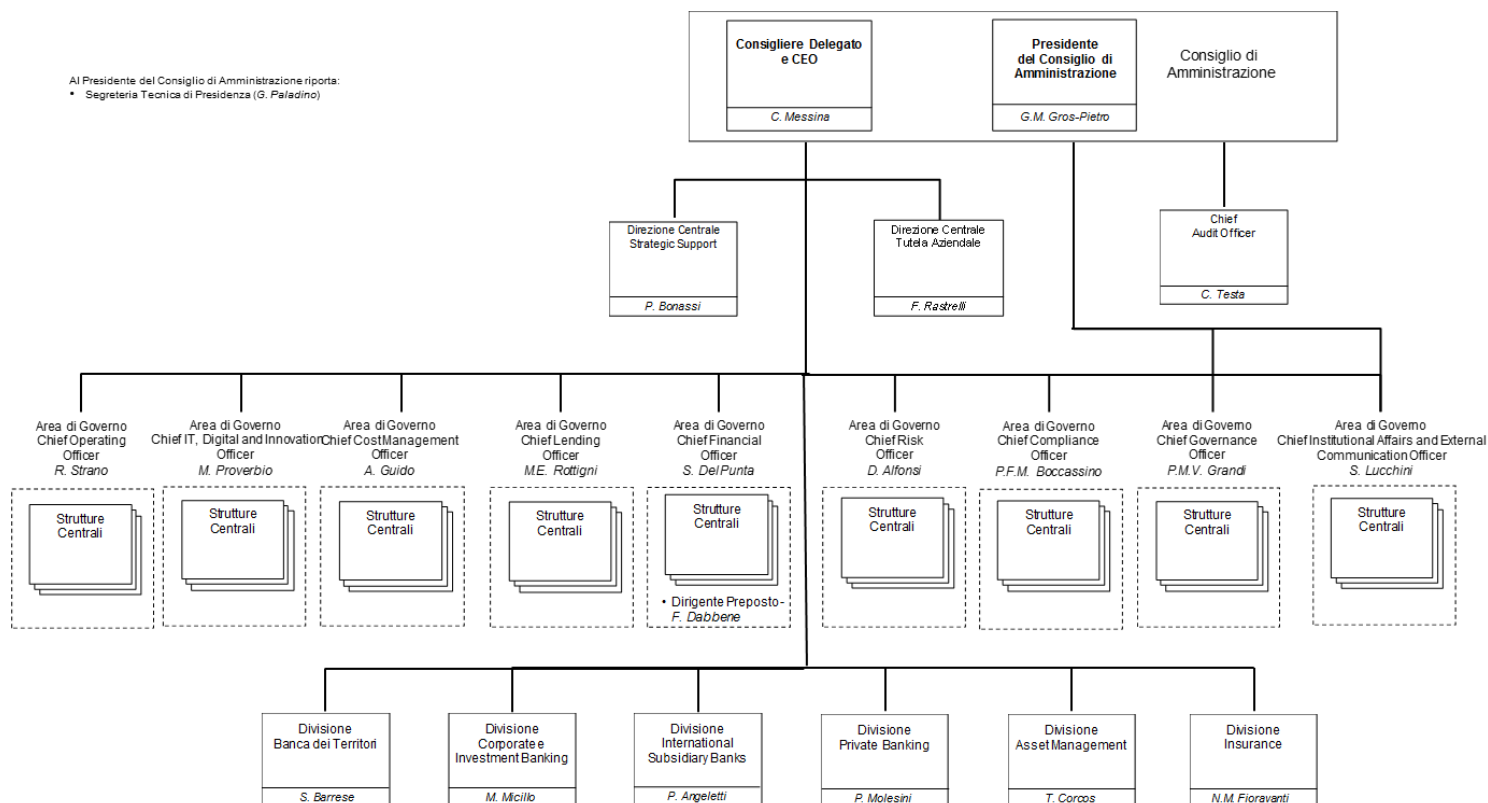 Consigliere Delegato
e CEO
C. Messina
Presidente
del Consiglio di
Amministrazione
G.M. Gros-Pietro
Consiglio di
Amministrazione
Al Presidente del Consiglio di Amministrazione riporta:
• Segreteria Tecnica di Presidenza (G. Paladino)
Direzione Centrale
Strategic Support
P. Bonassi
Direzione Centrale
Tutela Aziendale
F. Rastrelli
Chief
Audit Officer
C. Testa
Area di Governo
Chief Operating
Officer
R. Strano
Area di Governo
Chief IT, Digital and Innovation
Officer
M. Proverbio
Area di Governo
Chief Cost Management
Officer
A. Guido
Area di Governo
Chief Lending
Officer
M.E. Rottigni
Area di Governo
Chief Financial
Officer
S. Del Punta
Area di Governo
Chief Risk
Officer
D. Alfonsi
Area di Governo
Chief Compliance
Officer
P.F.M. Boccassino
Area di Governo
Chief Governance
Officer
P.M.V. Grandi
Area di Governo
Chief Institutional Affairs and External
Communication Officer
S. Lucchini
Strutture
Centrali
Strutture
Centrali
Strutture
Centrali
Strutture
Centrali
Strutture
Centrali
• Dirigente Preposto -
F. Dabbene
Strutture
Centrali
Strutture
Centrali
Strutture
Centrali
Strutture
Centrali
Divisione
Banca dei Territori
S. Barrese
Divisione
Corporate e
Investment Banking
M. Micillo
Divisione
International
Subsidiary Banks
P. Angeletti
Divisione
Private Banking
P. Molesini
Divisione
Asset Management
T. Corcos
Divisione
Insurance
N.M. Fioravanti